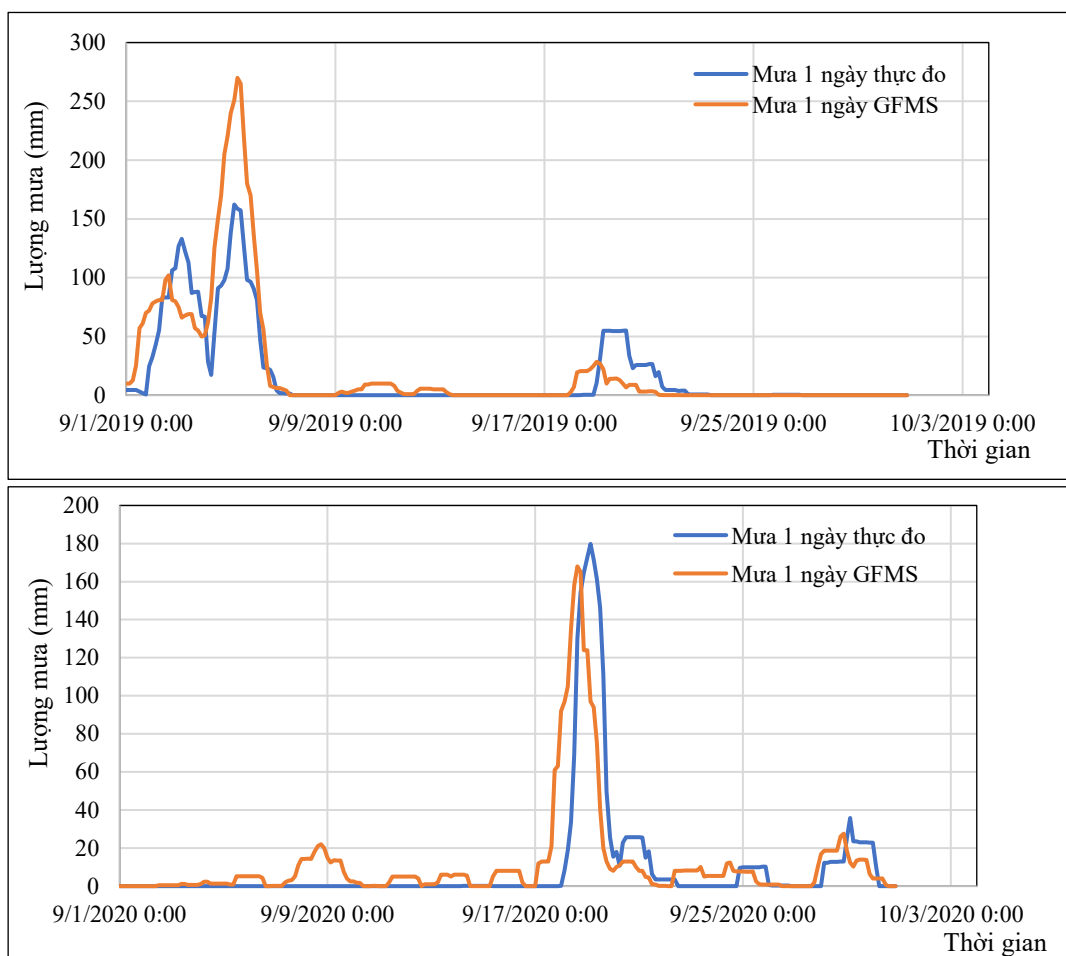 300
Mưa 1 ngày thực đo
250
Mưa 1 ngày GFMS
200
150
100
50
0
Lượng mưa (mm)
9/1/2019 0:00 9/9/2019 0:00 9/17/2019 0:00 9/25/2019 0:00 10/3/2019 0:00
Thời gian
200
180
Mưa 1 ngày thực đo
160
Mưa 1 ngày GFMS
140
120
100
80
60
40
20
0
Lượng mưa (mm)
9/1/2020 0:00 9/9/2020 0:00 9/17/2020 0:00 9/25/2020 0:00 10/3/2020 0:00
Thời gian